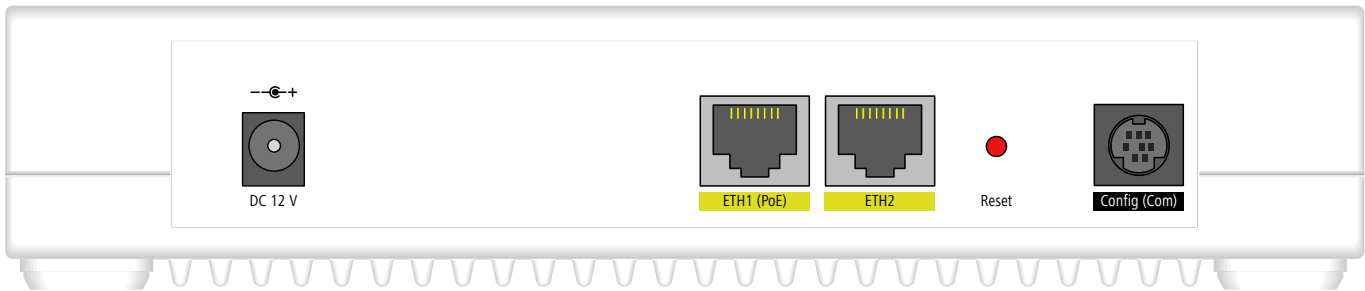 DC 12 V
ETH1 (PoE)
ETH2
Reset
Config (Com)